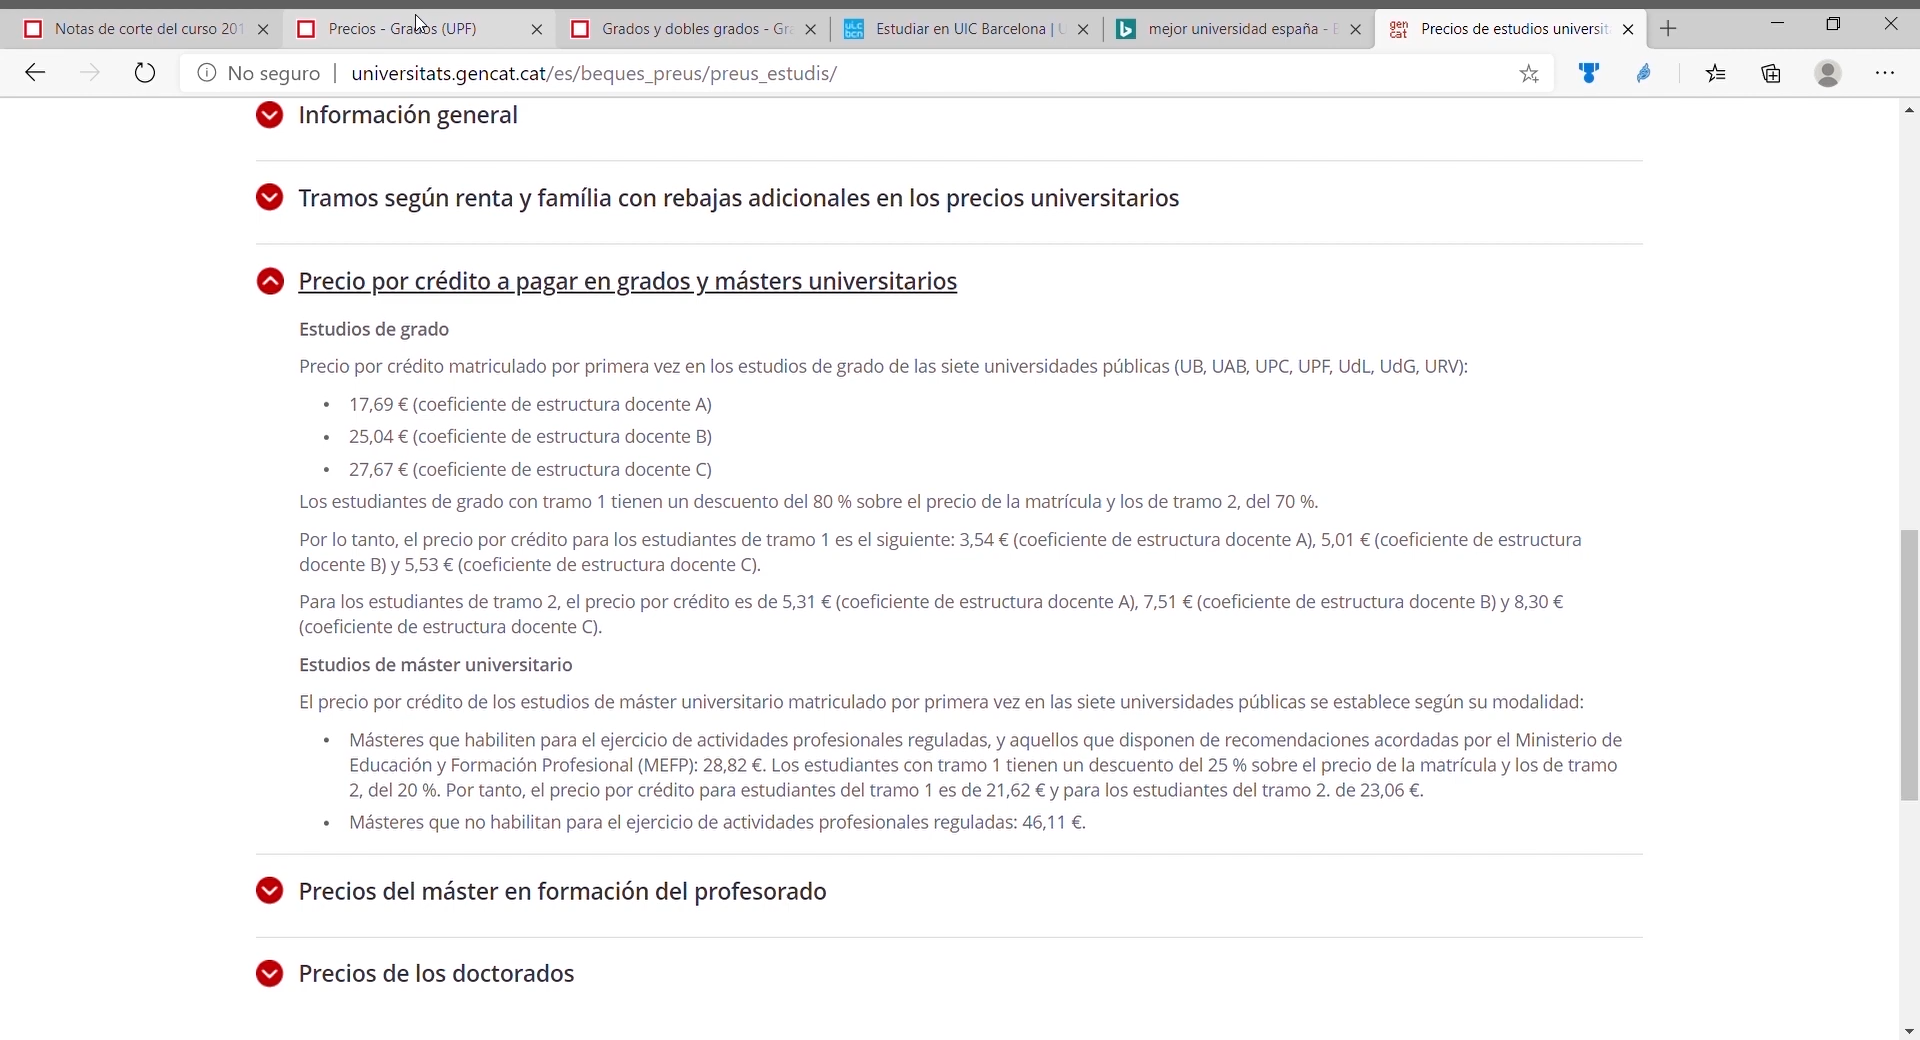 Notas de corte del curso 201
Precios - Grados (UPF)
Grados y dobles grados - Gra
Estudiar en UIC Barcelona | U
mejor universidad españa - B
Precios de estudios universita
No seguro | universitats.gencat.cat/es/beques_preus/preus_estudis/
Información general
Tramos según renta y família con rebajas adicionales en los precios universitarios
Precio por crédito a pagar en grados y másters universitarios
Estudios de grado
Precio por crédito matriculado por primera vez en los estudios de grado de las siete universidades públicas (UB, UAB, UPC, UPF, UdL, UdG, URV):
• 17,69 € (coeficiente de estructura docente A)
• 25,04 € (coeficiente de estructura docente B)
• 27,67 € (coeficiente de estructura docente C)
Los estudiantes de grado con tramo 1 tienen un descuento del 80 % sobre el precio de la matrícula y los de tramo 2, del 70 %.
Por lo tanto, el precio por crédito para los estudiantes de tramo 1 es el siguiente: 3,54 € (coeficiente de estructura docente A), 5,01 € (coeficiente de estructura
docente B) y 5,53 € (coeficiente de estructura docente C).
Para los estudiantes de tramo 2, el precio por crédito es de 5,31 € (coeficiente de estructura docente A), 7,51 € (coeficiente de estructura docente B) y 8,30 €
(coeficiente de estructura docente C).
Estudios de máster universitario
El precio por crédito de los estudios de máster universitario matriculado por primera vez en las siete universidades públicas se establece según su modalidad:
• Másteres que habiliten para el ejercicio de actividades profesionales reguladas, y aquellos que disponen de recomendaciones acordadas por el Ministerio de
Educación y Formación Profesional (MEFP): 28,82 €. Los estudiantes con tramo 1 tienen un descuento del 25 % sobre el precio de la matrícula y los de tramo
2, del 20 %. Por tanto, el precio por crédito para estudiantes del tramo 1 es de 21,62 € y para los estudiantes del tramo 2. de 23,06 €.
• Másteres que no habilitan para el ejercicio de actividades profesionales reguladas: 46,11 €.
Precios del máster en formación del profesorado
Precios de los doctorados